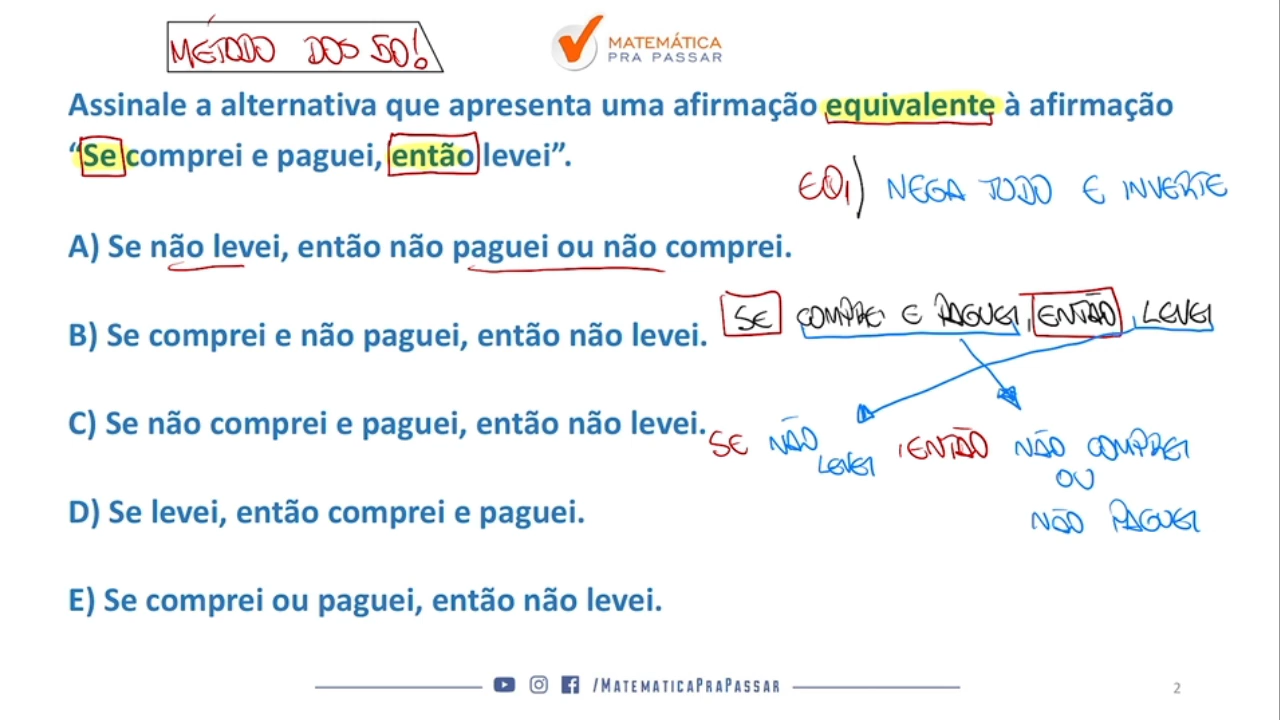 MÉTODO DOS 50!
MATEMÁTICA
PRA PASSAR
Assinale a alternativa que apresenta uma afirmação equivalente à afirmação
“Se comprei e paguei, então levei”.
EQ1) NEGA TUDO E INVERTE
A) Se não levei, então não paguei ou não comprei.
SE COMPREI E PAGUEI, ENTÃO LEVEI
B) Se comprei e não paguei, então não levei.
C) Se não comprei e paguei, então não levei.
SE NÃO LEVEI, ENTÃO NÃO COMPREI
OU
NÃO PAGUEI
D) Se levei, então comprei e paguei.
E) Se comprei ou paguei, então não levei.
/MATEMATICAPRAPASSAR
2